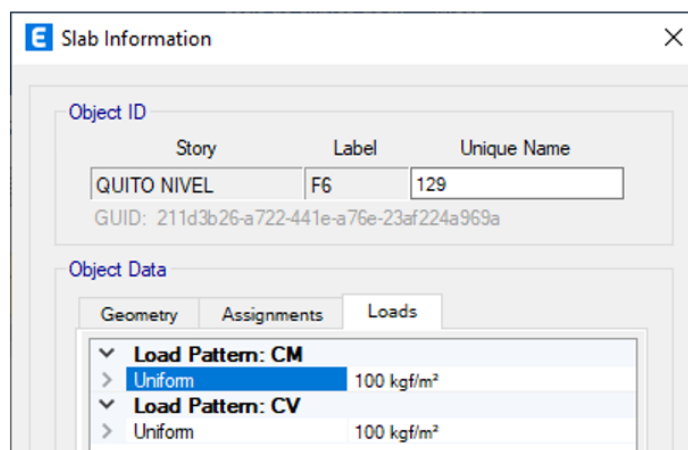 E Slab Information
Object ID
Story Label Unique Name
QUITO NIVEL F6 129
GUID: 211d3b26-a722-441e-a76e-23af224a969a
Object Data
Geometry Assignments Loads
Load Pattern: CM
Uniform 100 kgf/m²
Load Pattern: CV
Uniform 100 kgf/m²